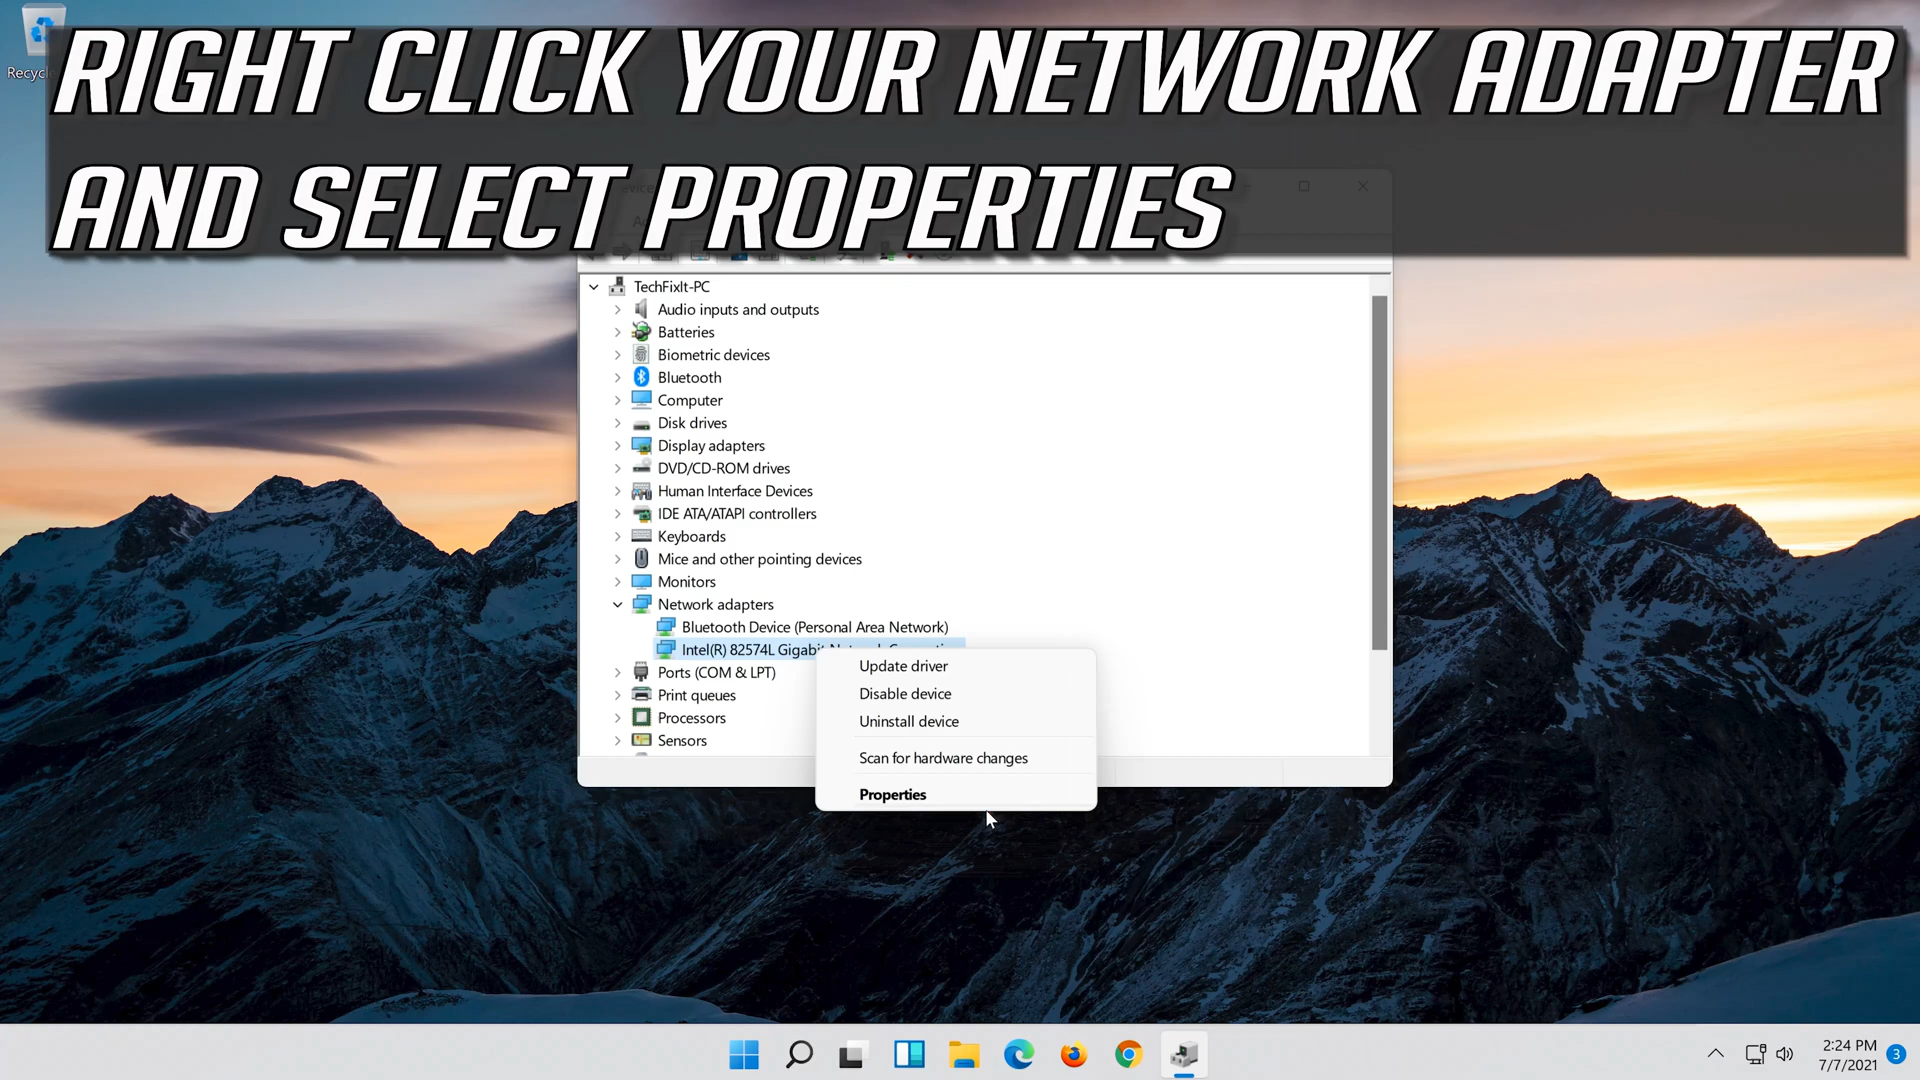 RIGHT CLICK YOUR NETWORK ADAPTER
AND SELECT PROPERTIES
TechFixIt-PC
Audio inputs and outputs
Batteries
Biometric devices
Bluetooth
Computer
Disk drives
Display adapters
DVD/CD-ROM drives
Human Interface Devices
IDE ATA/ATAPI controllers
Keyboards
Mice and other pointing devices
Monitors
Network adapters
Bluetooth Device (Personal Area Network)
Intel(R) 82574L Gigabit Network Connection
Update driver
Ports (COM & LPT)
Disable device
Print queues
Uninstall device
Processors
Sensors
Scan for hardware changes
Properties
2:24 PM
7/7/2021
3